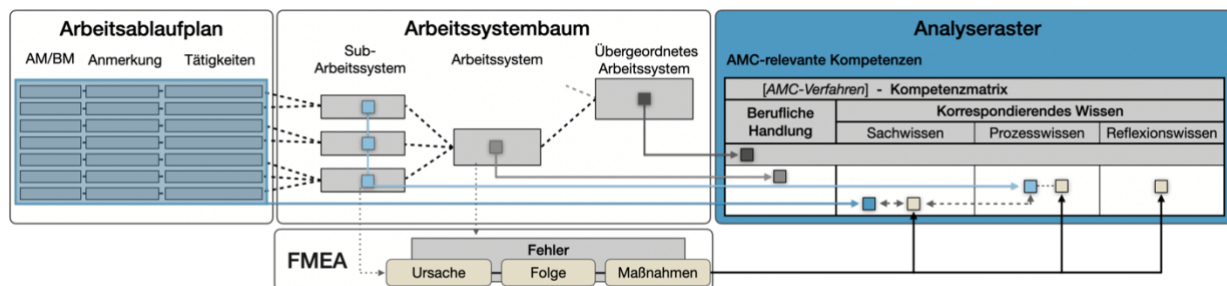 Arbeitsablaufplan
AM/BM Anmerkung Tätigkeiten
Arbeitssystembaum
Sub-
Arbeitssystem
Arbeitssystem
Übergeordnetes
Arbeitssystem
Analyseraster
AMC-relevante Kompetenzen
[AMC-Verfahren] - Kompetenzmatrix
Berufliche
Handlung
Korrespondierendes Wissen
Sachwissen Prozesswissen Reflexionswissen
FMEA
Fehler
Ursache Folge Maßnahmen